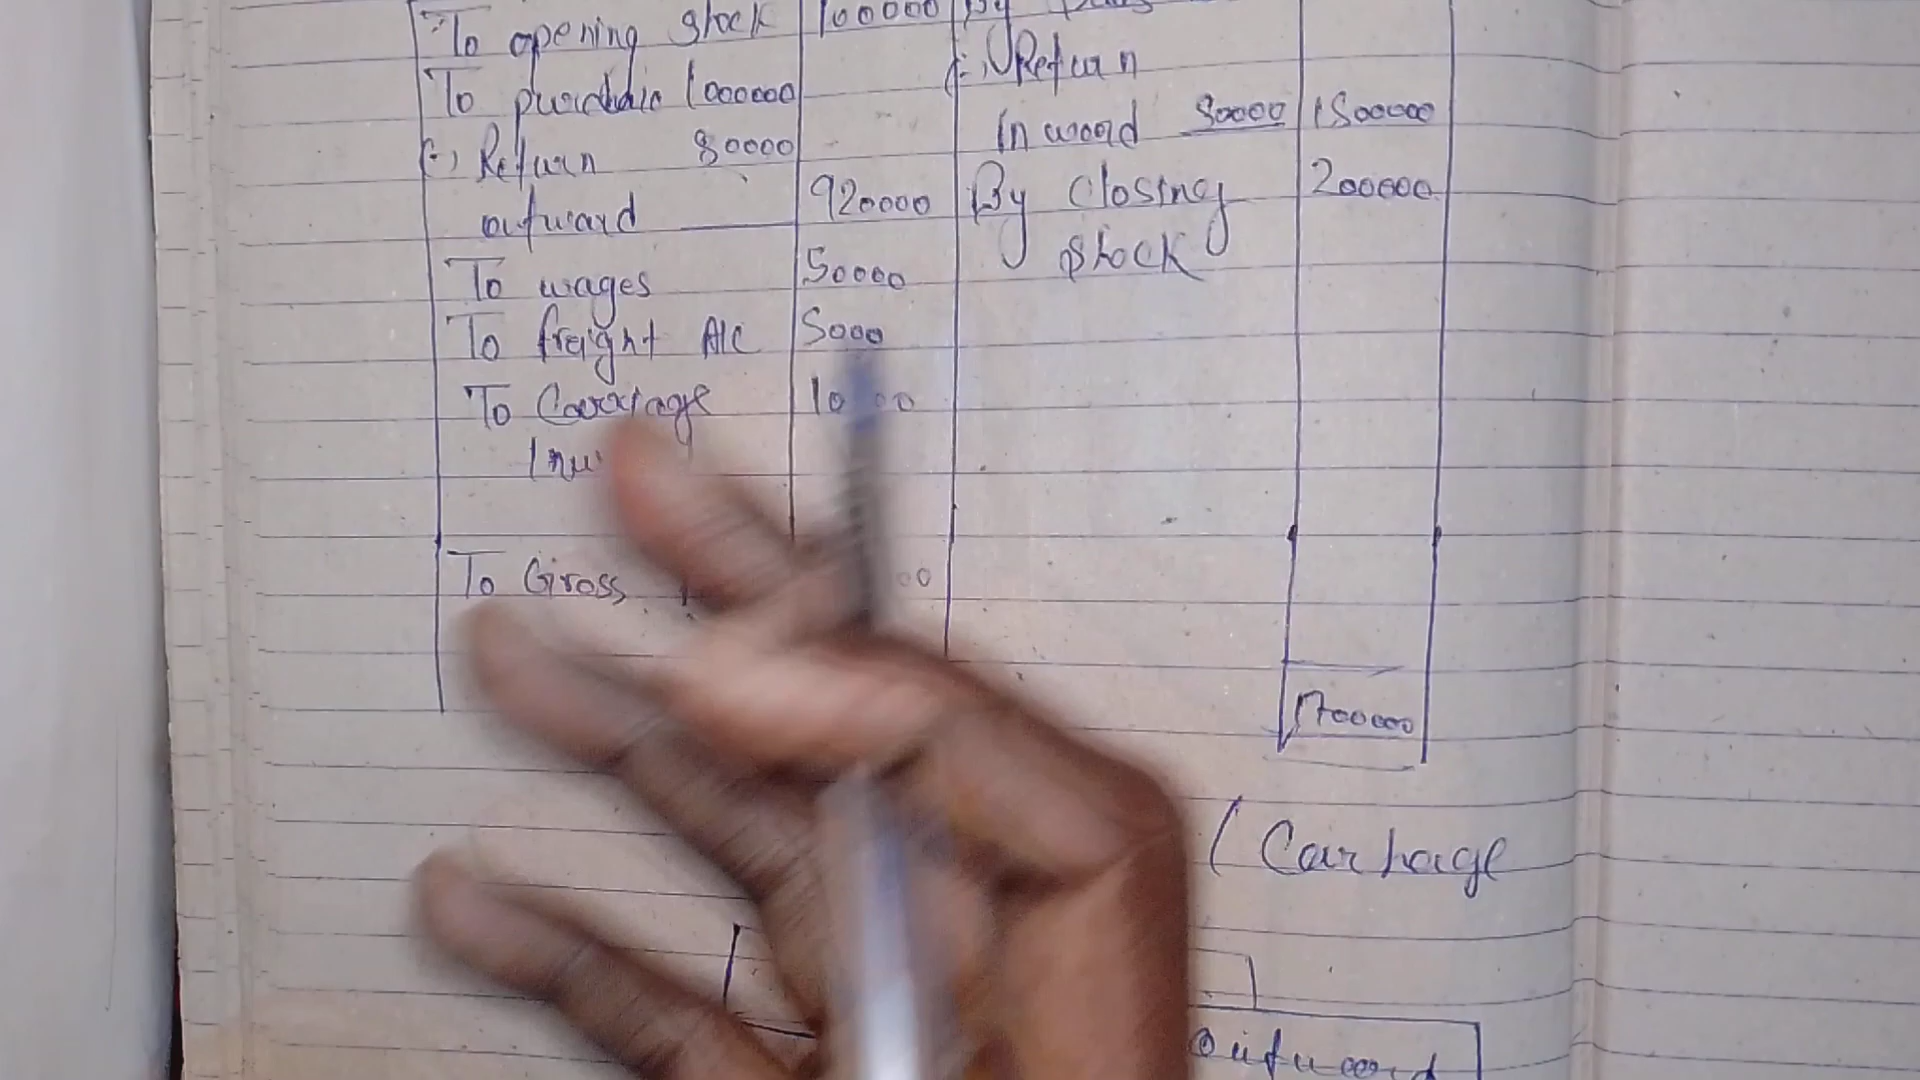 To opening stock 100000 By
To purchase 1000000
(-) Return 80000
outward 920000
(-) Return
Inward 1500000
By Closing 200000
stock
To wages 50000
To freight A/c 5000
To Carriage
To Gross
1700000
(Carriage
Outward